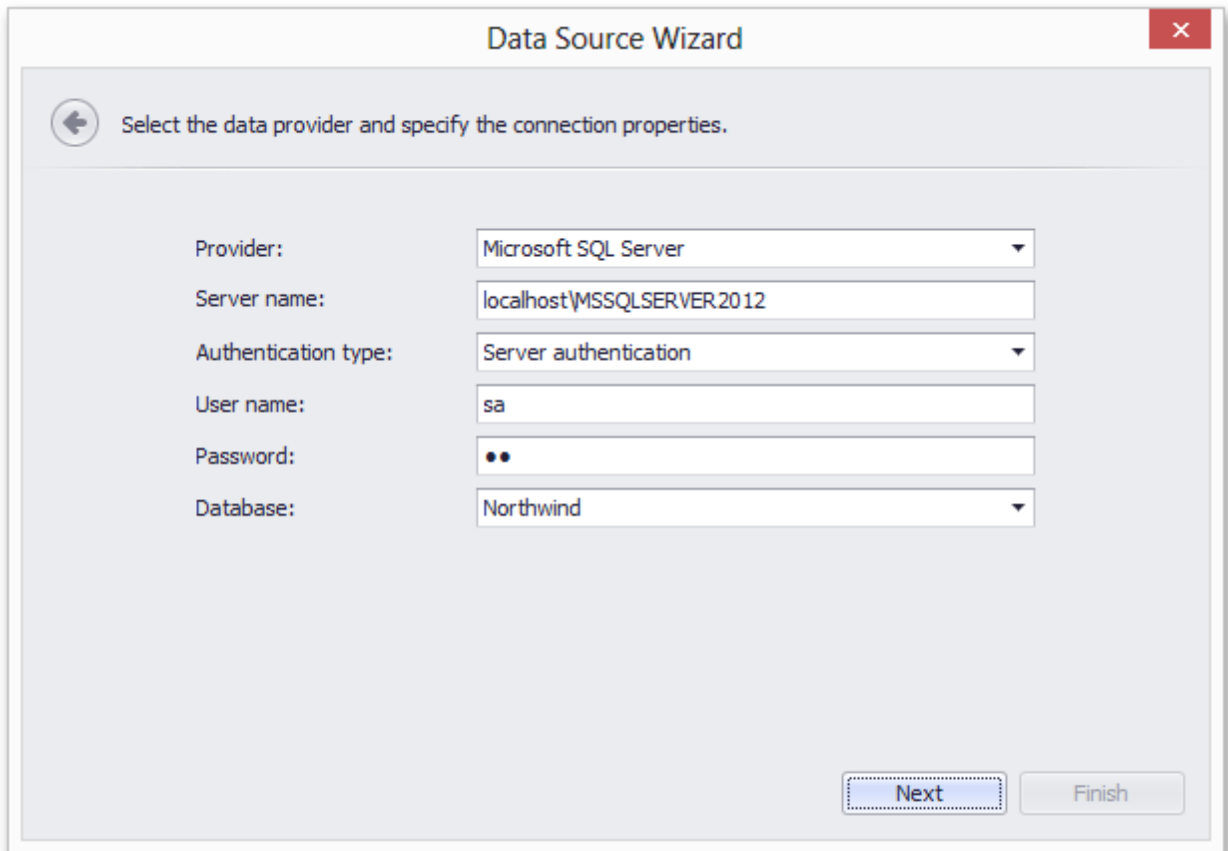 Data Source Wizard
Select the data provider and specify the connection properties.
Provider: Microsoft SQL Server
Server name: localhost\MSSQLSERVER2012
Authentication type: Server authentication
User name: sa
Password: ●●
Database: Northwind
Next Finish